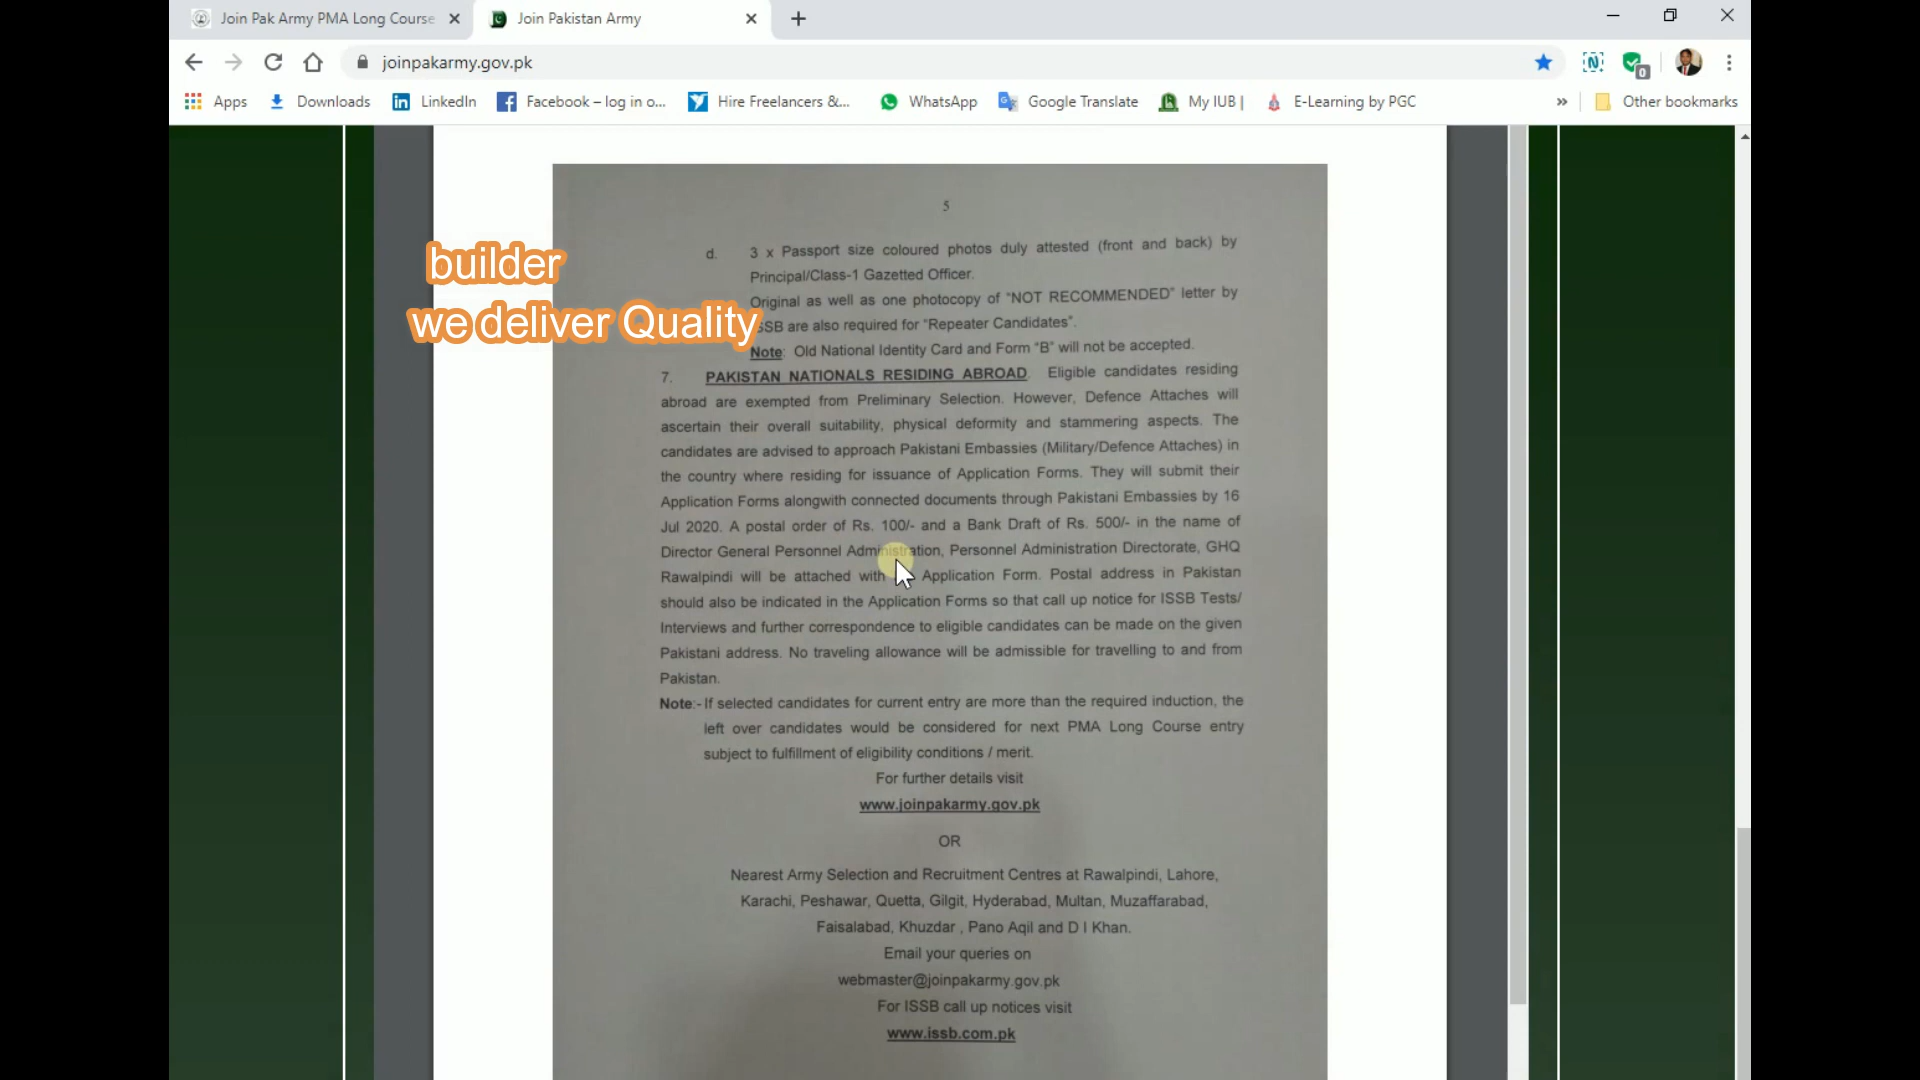 Join Pak Army PMA Long Course
Join Pakistan Army
joinpakarmy.gov.pk
0
Apps
Downloads
LinkedIn
Facebook – log in o...
Hire Freelancers &...
WhatsApp
Google Translate
My IUB |
E-Learning by PGC
»
Other bookmarks
builder
we deliver Quality
5
d. 3 x Passport size coloured photos duly attested (front and back) by
Principal/Class-1 Gazetted Officer.
Original as well as one photocopy of "NOT RECOMMENDED" letter by
SSB are also required for "Repeater Candidates".
Note: Old National Identity Card and Form "B" will not be accepted.
7. PAKISTAN NATIONALS RESIDING ABROAD. Eligible candidates residing
abroad are exempted from Preliminary Selection. However, Defence Attaches will
ascertain their overall suitability, physical deformity and stammering aspects. The
candidates are advised to approach Pakistani Embassies (Military/Defence Attaches) in
the country where residing for issuance of Application Forms. They will submit their
Application Forms alongwith connected documents through Pakistani Embassies by 16
Jul 2020. A postal order of Rs. 100/- and a Bank Draft of Rs. 500/- in the name of
Director General Personnel Administration, Personnel Administration Directorate, GHQ
Rawalpindi will be attached with Application Form. Postal address in Pakistan
should also be indicated in the Application Forms so that call up notice for ISSB Tests/
Interviews and further correspondence to eligible candidates can be made on the given
Pakistani address. No traveling allowance will be admissible for travelling to and from
Pakistan.
Note:- If selected candidates for current entry are more than the required induction, the
left over candidates would be considered for next PMA Long Course entry
subject to fulfillment of eligibility conditions / merit.
For further details visit
www.joinpakarmy.gov.pk
OR
Nearest Army Selection and Recruitment Centres at Rawalpindi, Lahore,
Karachi, Peshawar, Quetta, Gilgit, Hyderabad, Multan, Muzaffarabad,
Faisalabad, Khuzdar , Pano Aqil and D I Khan.
Email your queries on
webmaster@joinpakarmy.gov.pk
For ISSB call up notices visit
www.issb.com.pk